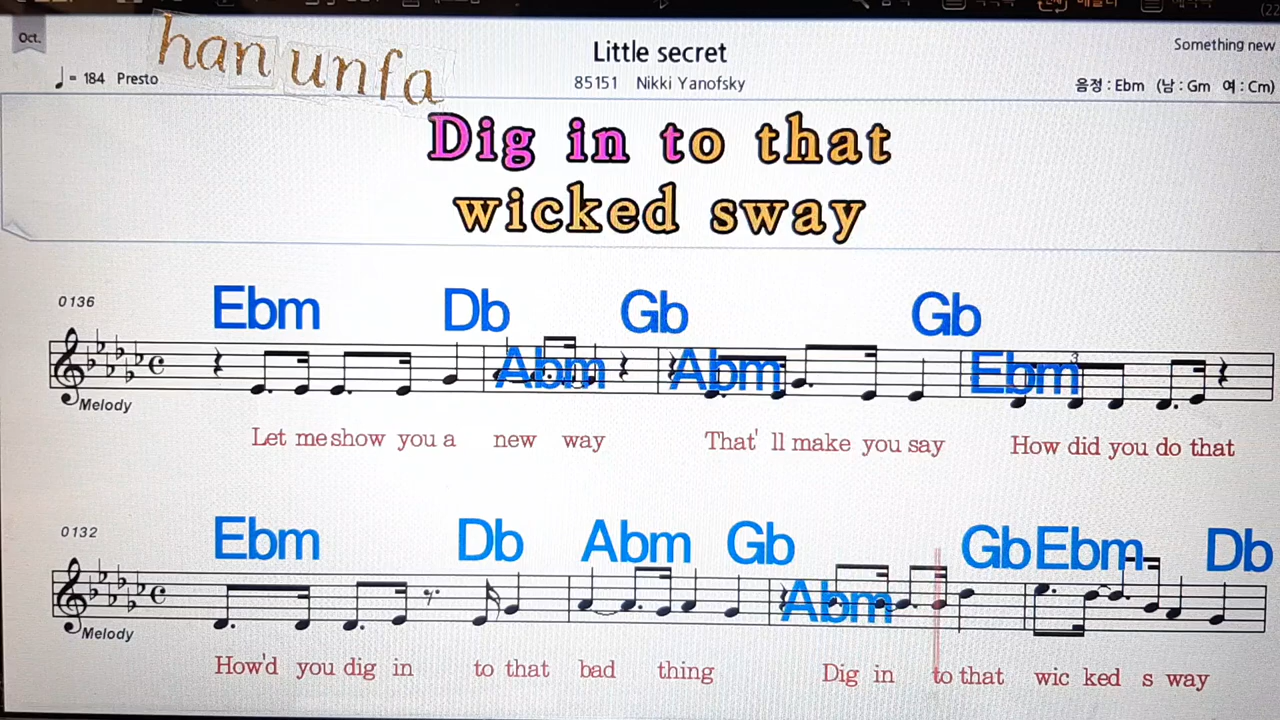 (22
Oct.
han unfa
Little secret
Something new
♩= 184 Presto
85151 Nikki Yanofsky
음정 : Ebm (남 : Gm 여 : Cm)
Dig in to that
wicked sway
0136
Ebm Db Gb Gb
Abm Abm Ebm
3
Melody
Let me show you a new way That' ll make you say How did you do that
0132
Ebm Db Abm Gb Gb Ebm Db
Abm
Melody
How'd you dig in to that bad thing Dig in to that wic ked s way